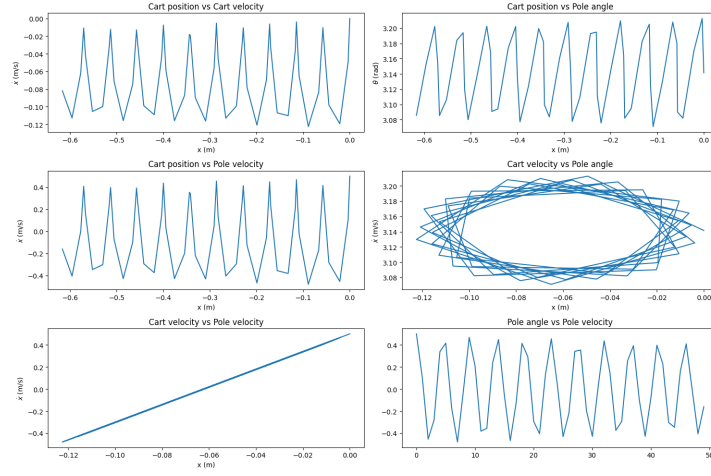 Cart position vs Cart velocity
0.00
−0.02
−0.04
−0.06
−0.08
−0.10
−0.12
ẋ (m/s)
−0.6 −0.5 −0.4 −0.3 −0.2 −0.1 0.0
x (m)
Cart position vs Pole angle
3.20
3.18
3.16
3.14
3.12
3.10
3.08
θ (rad)
−0.6 −0.5 −0.4 −0.3 −0.2 −0.1 0.0
x (m)
Cart position vs Pole velocity
0.4
0.2
0.0
−0.2
−0.4
ẋ (m/s)
−0.6 −0.5 −0.4 −0.3 −0.2 −0.1 0.0
x (m)
Cart velocity vs Pole angle
3.20
3.18
3.16
3.14
3.12
3.10
3.08
ẋ (m/s)
−0.12 −0.10 −0.08 −0.06 −0.04 −0.02 0.00
x (m)
Cart velocity vs Pole velocity
0.4
0.2
0.0
−0.2
−0.4
ẋ (m/s)
−0.12 −0.10 −0.08 −0.06 −0.04 −0.02 0.00
x (m)
Pole angle vs Pole velocity
0.4
0.2
0.0
−0.2
−0.4
0 10 20 30 40 50